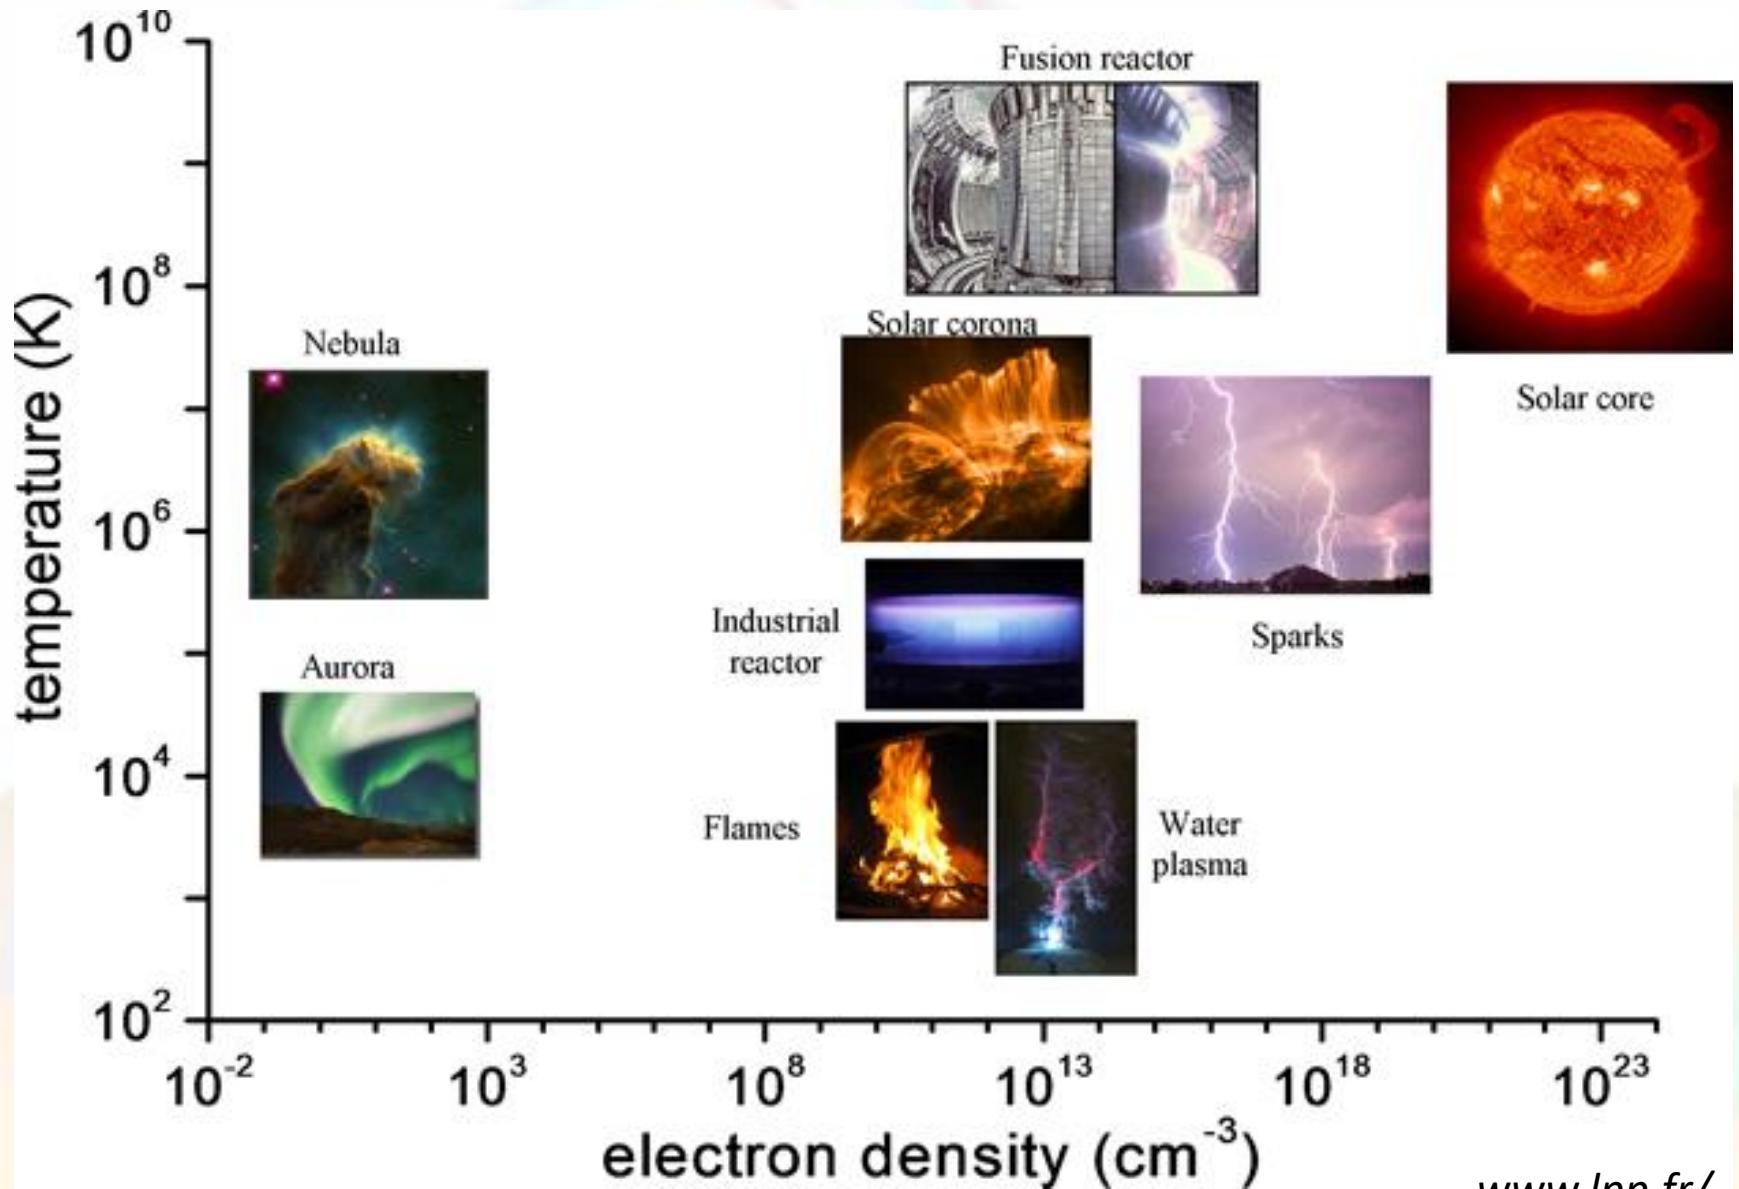 10^10
Fusion reactor
10^8
Solar corona
Nebula
Solar core
temperature (K)
10^6
Industrial
reactor
Sparks
Aurora
10^4
Flames
Water
plasma
10^2
10^-2 10^3 10^8 10^13 10^18 10^23
electron density (cm^-3)